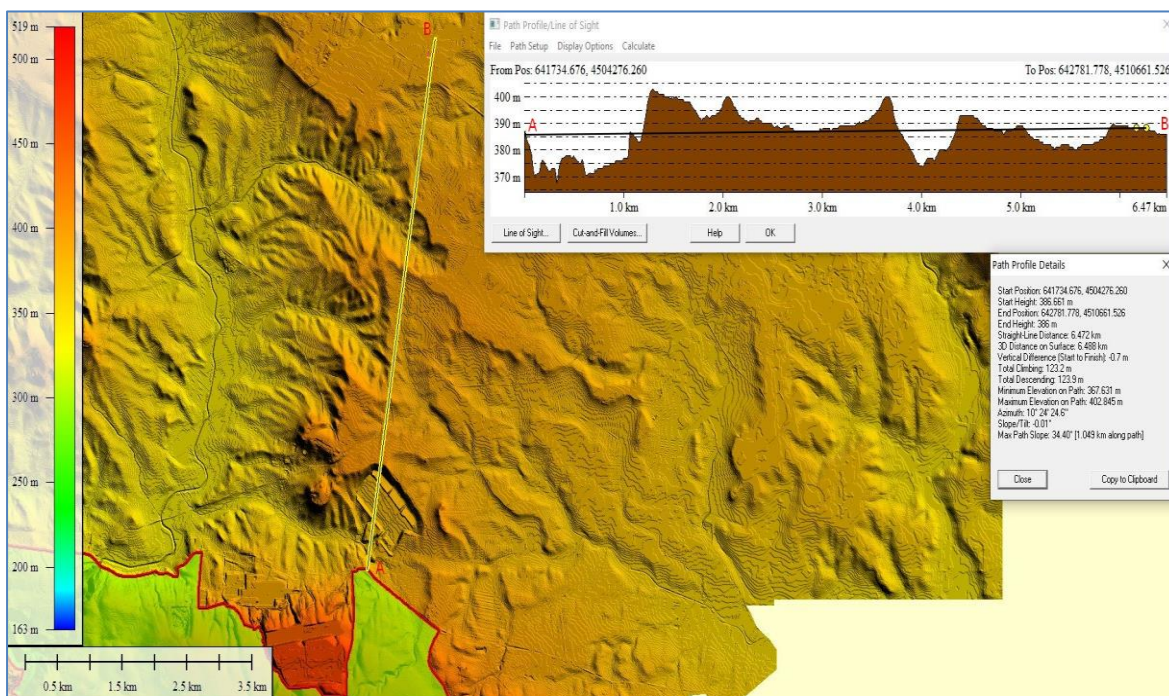 519 m
500 m
450 m
400 m
350 m
300 m
250 m
200 m
163 m
0.5 km 1.5 km 2.5 km 3.5 km
B
A
Path Profile/Line of Sight
File Path Setup Display Options Calculate
From Pos: 641734.676, 4504276.260 To Pos: 642781.778, 4510661.526
400 m
390 m
380 m
370 m
A B
1.0 km 2.0 km 3.0 km 4.0 km 5.0 km 6.47 km
Line of Sight... Cut-and-Fill Volumes... Help OK
Path Profile Details
Start Position: 641734.676, 4504276.260
Start Height: 386.661 m
End Position: 642781.778, 4510661.526
End Height: 386 m
Straight-Line Distance: 6.472 km
3D Distance on Surface: 6.488 km
Vertical Difference (Start to Finish): -0.7 m
Total Climbing: 123.2 m
Total Descending: 123.9 m
Minimum Elevation on Path: 367.631 m
Maximum Elevation on Path: 402.845 m
Azimuth: 10° 24' 24.6"
Slope/Tilt: -0.01°
Max Path Slope: 34.40° [1.049 km along path]
Close Copy to Clipboard